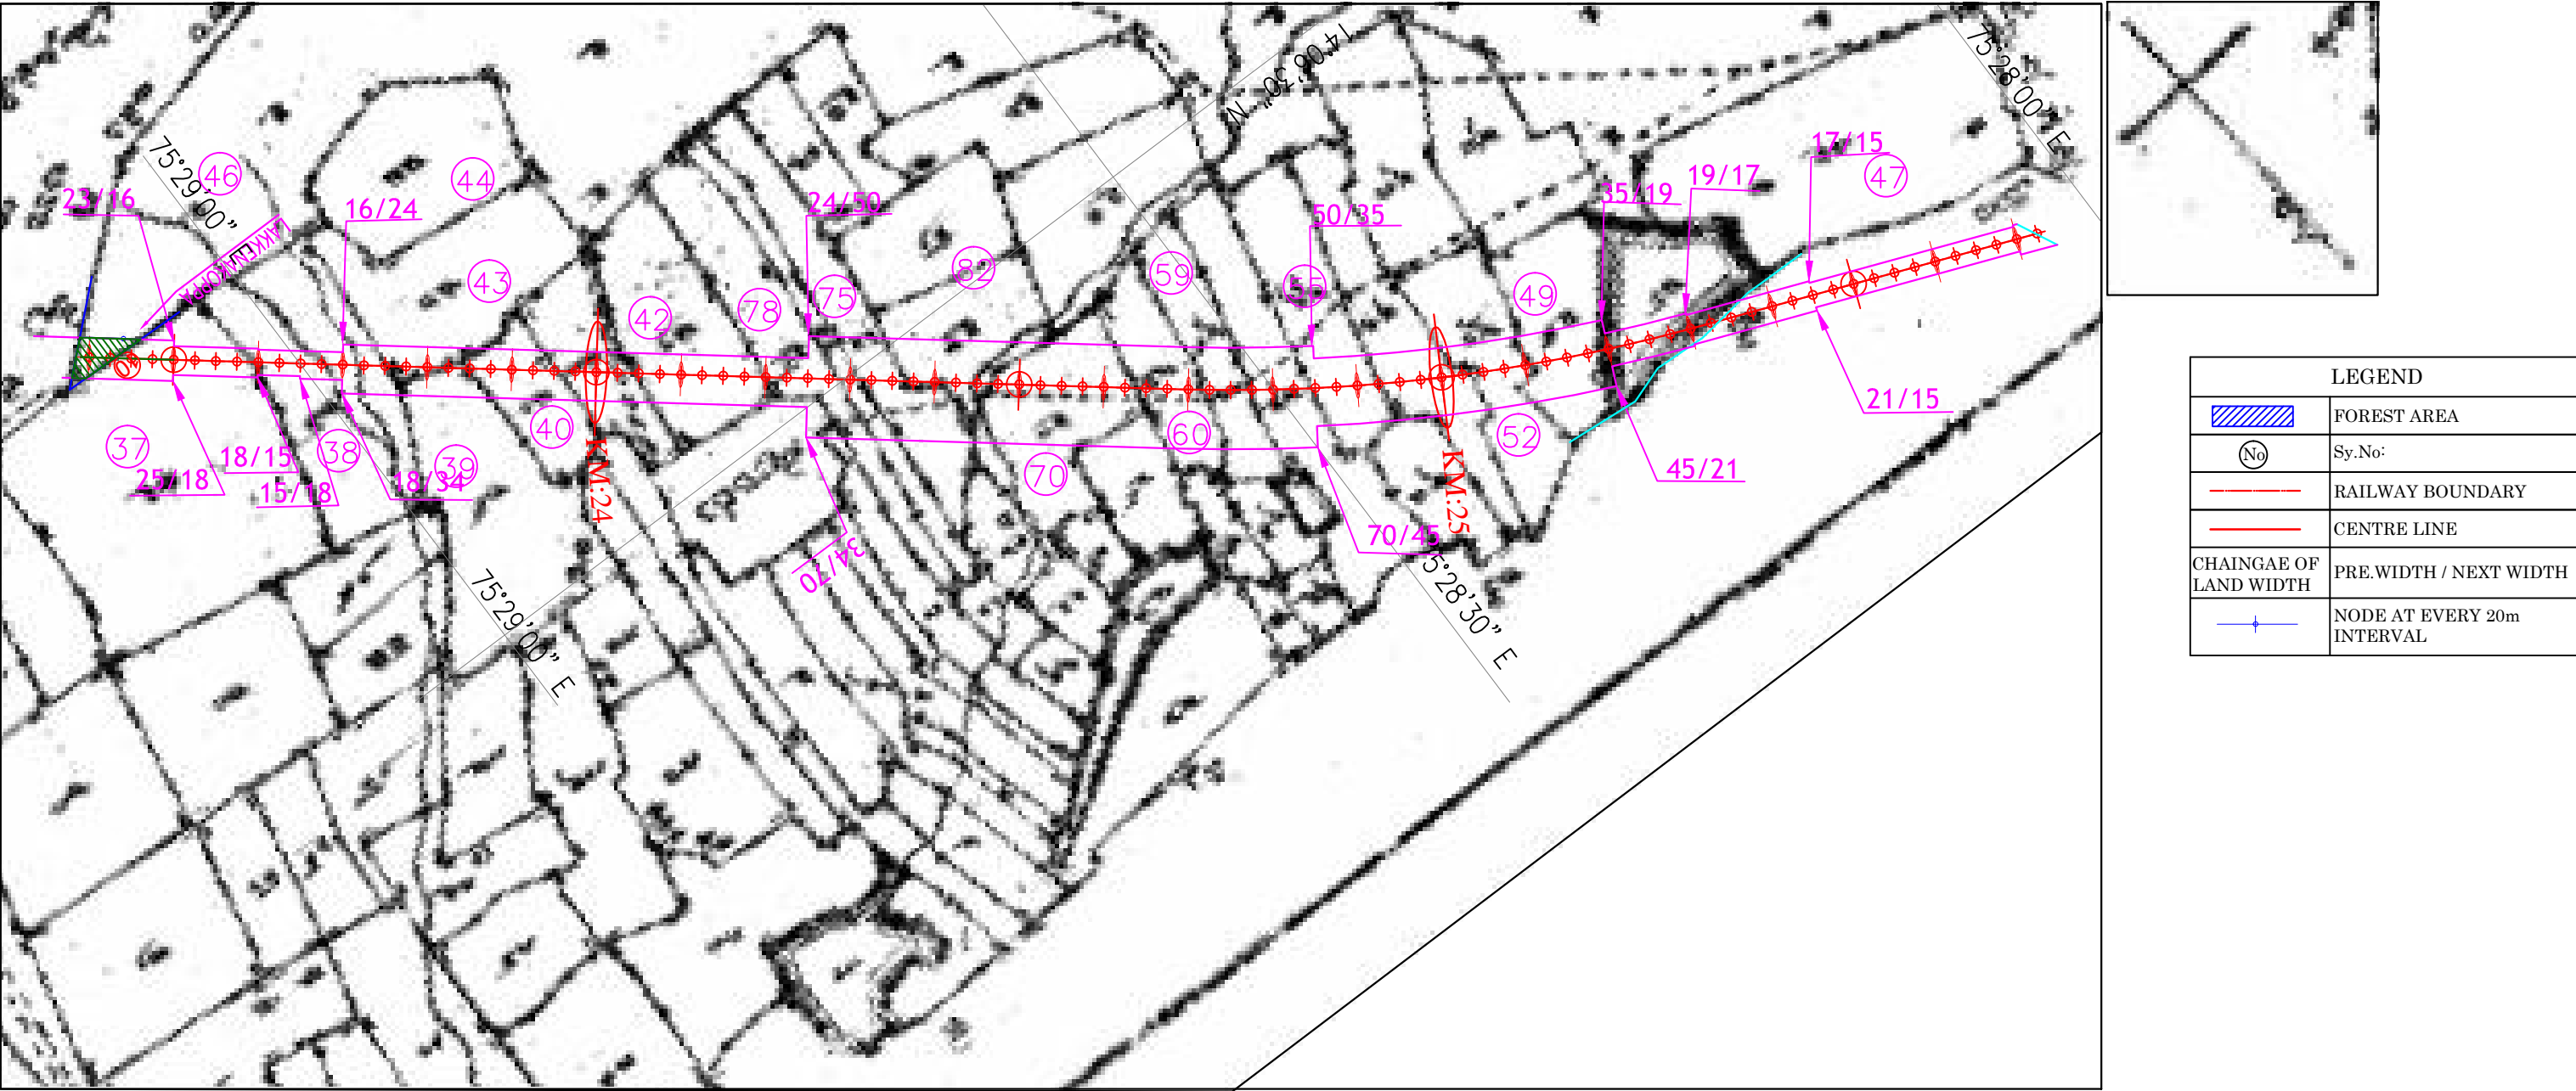 14°08'30" N
75°28'00" E
17/15
19/17
35/19
47
46
44
23/16
75°29'00" E
16/24
24/50
50/35
LAKKENAKOPPA
43
42
78
75
82
59
55
49
40
37
38
39
40
60
70
52
18/15
25/18
15/18
18/34
KM:24
KM:25
34/70
70/45
45/21
21/15
75°29'00" E
75°28'30" E
LEGEND
FOREST AREA
No
Sy.No:
RAILWAY BOUNDARY
CENTRE LINE
CHAINGAE OF
LAND WIDTH
PRE.WIDTH / NEXT WIDTH
NODE AT EVERY 20m
INTERVAL